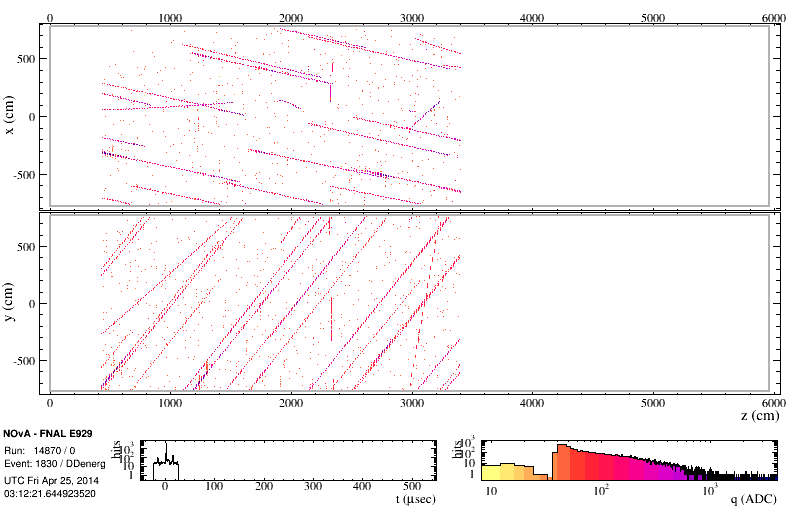 0 1000 2000 3000 4000 5000 6000
x (cm)
500
0
-500
y (cm)
500
0
-500
0 1000 2000 3000 4000 5000 6000
z (cm)
NOvA - FNAL E929
Run: 14870 / 0
Event: 1830 / DDenerg
UTC Fri Apr 25, 2014
03:12:21.644923520
10³
10²
10
1
0 100 200 300 400 500
t (μsec)
10³
10²
10
1
10 10² 10³
q (ADC)